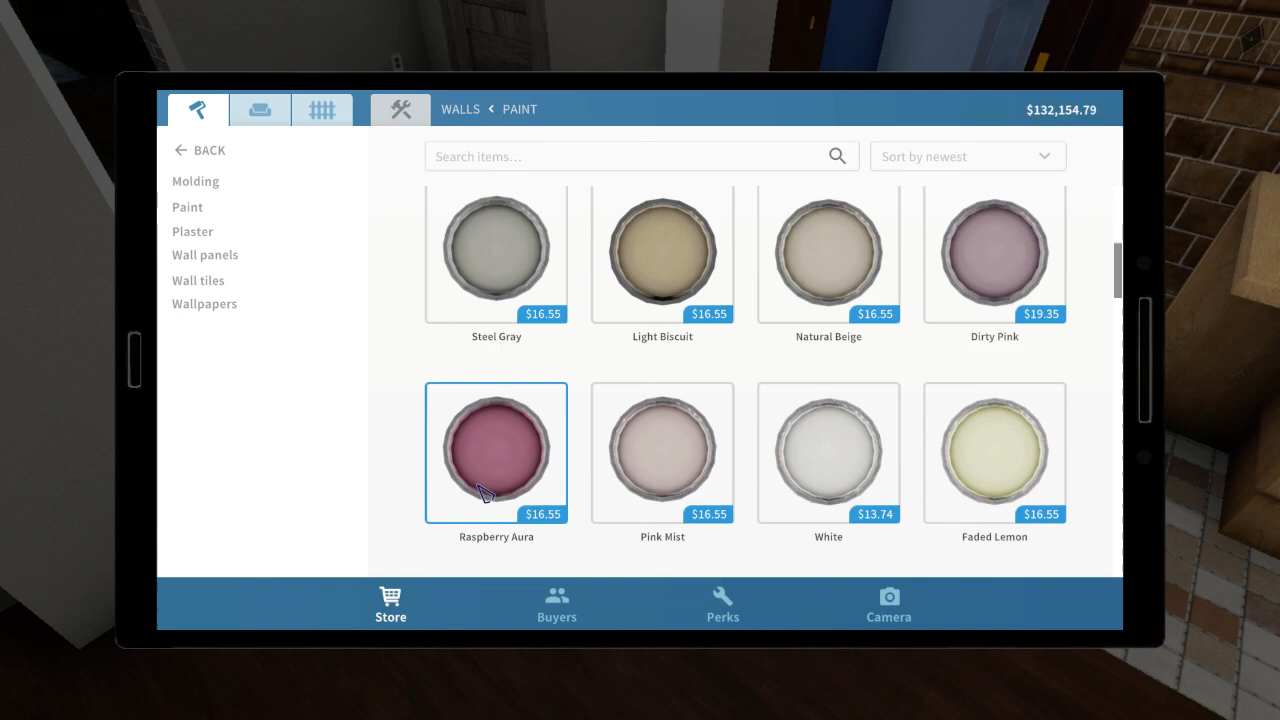 WALLS < PAINT
$132,154.79
BACK
Molding
Paint
Plaster
Wall panels
Wall tiles
Wallpapers
Search items...
Sort by newest
$16.55
$16.55
$16.55
$19.35
Steel Gray
Light Biscuit
Natural Beige
Dirty Pink
$16.55
$16.55
$13.74
$16.55
Raspberry Aura
Pink Mist
White
Faded Lemon
Store
Buyers
Perks
Camera